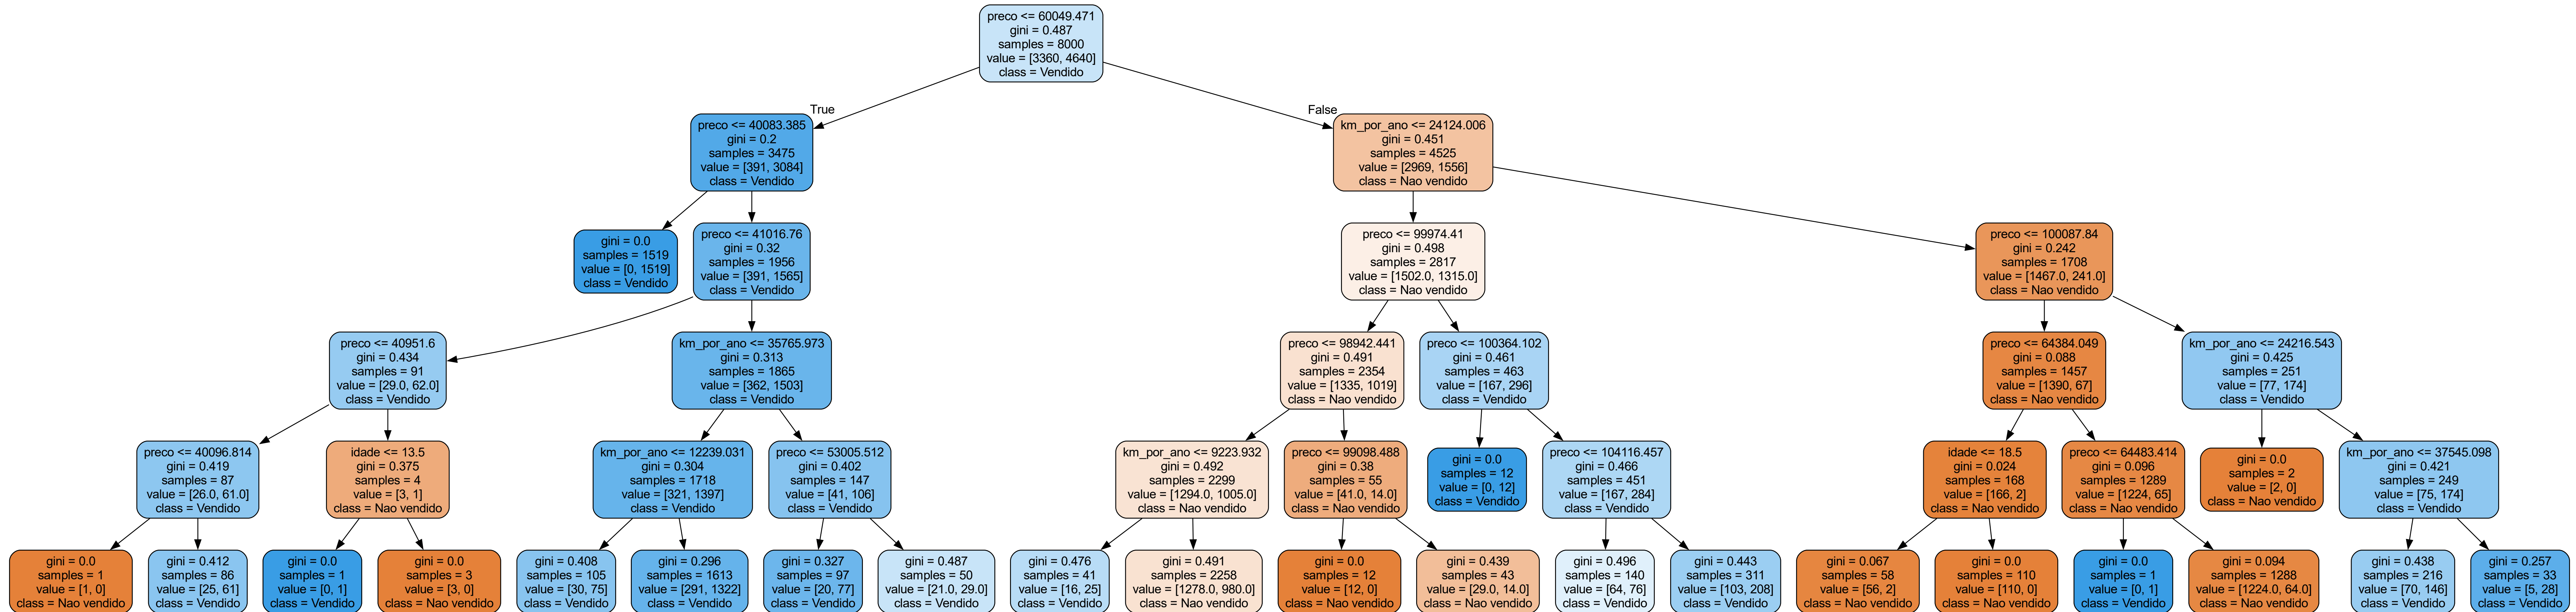 preco <= 60049.471
gini = 0.487
samples = 8000
value = [3360, 4640]
class = Vendido
True
False
preco <= 40083.385
gini = 0.2
samples = 3475
value = [391, 3084]
class = Vendido
km_por_ano <= 24124.006
gini = 0.451
samples = 4525
value = [2969, 1556]
class = Nao vendido
gini = 0.0
samples = 1519
value = [0, 1519]
class = Vendido
preco <= 41016.76
gini = 0.32
samples = 1956
value = [391, 1565]
class = Vendido
preco <= 99974.41
gini = 0.498
samples = 2817
value = [1502.0, 1315.0]
class = Nao vendido
preco <= 100087.84
gini = 0.242
samples = 1708
value = [1467.0, 241.0]
class = Nao vendido
preco <= 40951.6
gini = 0.434
samples = 91
value = [29.0, 62.0]
class = Vendido
km_por_ano <= 35765.973
gini = 0.313
samples = 1865
value = [362, 1503]
class = Vendido
preco <= 98942.441
gini = 0.491
samples = 2354
value = [1335, 1019]
class = Nao vendido
preco <= 100364.102
gini = 0.461
samples = 463
value = [167, 296]
class = Vendido
preco <= 64384.049
gini = 0.088
samples = 1457
value = [1390, 67]
class = Nao vendido
km_por_ano <= 24216.543
gini = 0.425
samples = 251
value = [77, 174]
class = Vendido
preco <= 40096.814
gini = 0.419
samples = 87
value = [26.0, 61.0]
class = Vendido
idade <= 13.5
gini = 0.375
samples = 4
value = [3, 1]
class = Nao vendido
km_por_ano <= 12239.031
gini = 0.304
samples = 1718
value = [321, 1397]
class = Vendido
preco <= 53005.512
gini = 0.402
samples = 147
value = [41, 106]
class = Vendido
km_por_ano <= 9223.932
gini = 0.492
samples = 2299
value = [1294.0, 1005.0]
class = Nao vendido
preco <= 99098.488
gini = 0.38
samples = 55
value = [41.0, 14.0]
class = Nao vendido
gini = 0.0
samples = 12
value = [0, 12]
class = Vendido
preco <= 104116.457
gini = 0.466
samples = 451
value = [167, 284]
class = Vendido
idade <= 18.5
gini = 0.024
samples = 168
value = [166, 2]
class = Nao vendido
preco <= 64483.414
gini = 0.096
samples = 1289
value = [1224, 65]
class = Nao vendido
gini = 0.0
samples = 2
value = [2, 0]
class = Nao vendido
km_por_ano <= 37545.098
gini = 0.421
samples = 249
value = [75, 174]
class = Vendido
gini = 0.0
samples = 1
value = [1, 0]
class = Nao vendido
gini = 0.412
samples = 86
value = [25, 61]
class = Vendido
gini = 0.0
samples = 1
value = [0, 1]
class = Vendido
gini = 0.0
samples = 3
value = [3, 0]
class = Nao vendido
gini = 0.408
samples = 105
value = [30, 75]
class = Vendido
gini = 0.296
samples = 1613
value = [291, 1322]
class = Vendido
gini = 0.327
samples = 97
value = [20, 77]
class = Vendido
gini = 0.487
samples = 50
value = [21.0, 29.0]
class = Vendido
gini = 0.476
samples = 41
value = [16, 25]
class = Vendido
gini = 0.491
samples = 2258
value = [1278.0, 980.0]
class = Nao vendido
gini = 0.0
samples = 12
value = [12, 0]
class = Nao vendido
gini = 0.439
samples = 43
value = [29.0, 14.0]
class = Nao vendido
gini = 0.496
samples = 140
value = [64, 76]
class = Vendido
gini = 0.443
samples = 311
value = [103, 208]
class = Vendido
gini = 0.067
samples = 58
value = [56, 2]
class = Nao vendido
gini = 0.0
samples = 110
value = [110, 0]
class = Nao vendido
gini = 0.0
samples = 1
value = [0, 1]
class = Vendido
gini = 0.094
samples = 1288
value = [1224.0, 64.0]
class = Nao vendido
gini = 0.438
samples = 216
value = [70, 146]
class = Vendido
gini = 0.257
samples = 33
value = [5, 28]
class = Vendido